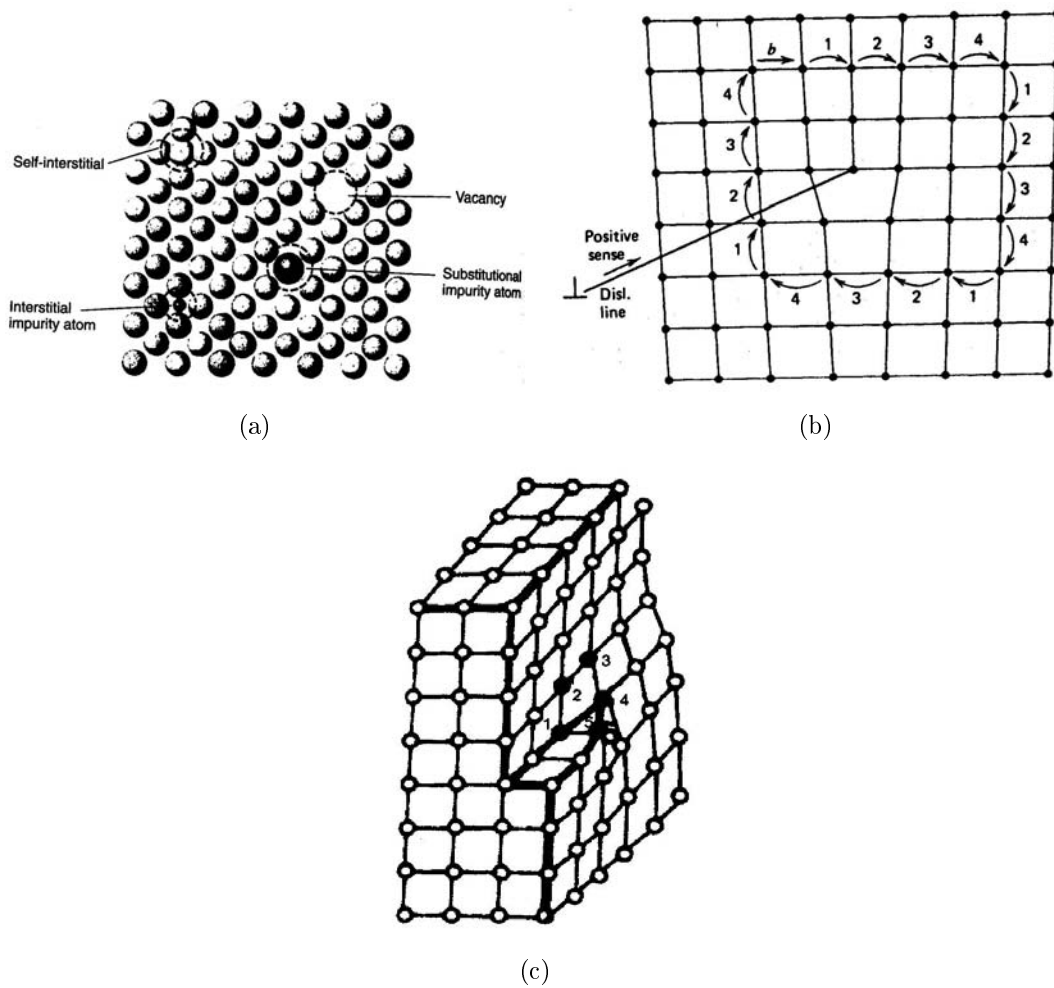 Self-interstitial
Vacancy
Substitutional
impurity atom
Interstitial
impurity atom
(a)
b 1 2 3 4
4 1
3 2
2 3
1 4
4 3 2 1
Positive
sense
Disl.
line
(b)
3
2 4
1 5
(c)